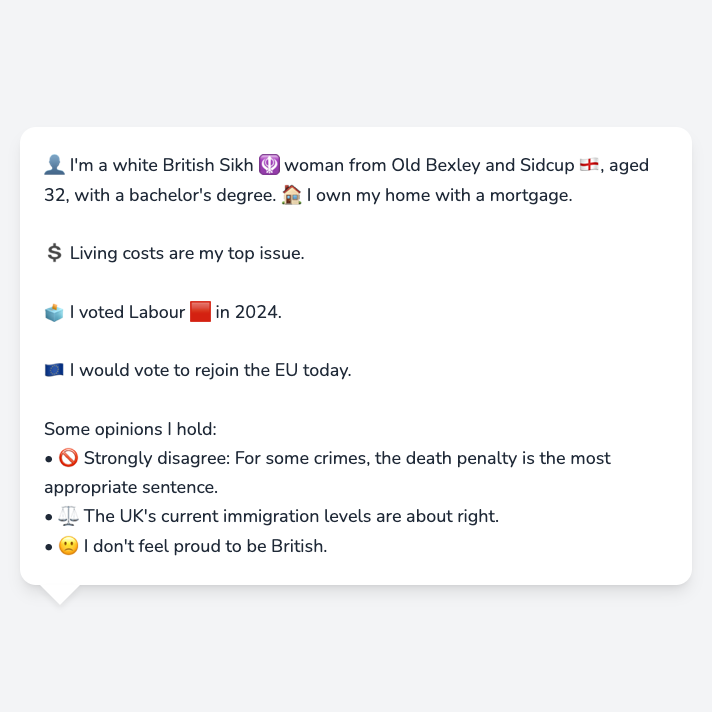 👤 I'm a white British Sikh 🪯 woman from Old Bexley and Sidcup 🏴󠁧󠁢󠁥󠁮󠁧󠁿, aged
32, with a bachelor's degree. 🏠 I own my home with a mortgage.
💲 Living costs are my top issue.
🗳️ I voted Labour 🟥 in 2024.
🇪🇺 I would vote to rejoin the EU today.
Some opinions I hold:
• 🚫 Strongly disagree: For some crimes, the death penalty is the most
appropriate sentence.
• ⚖️ The UK's current immigration levels are about right.
• 🙁 I don't feel proud to be British.